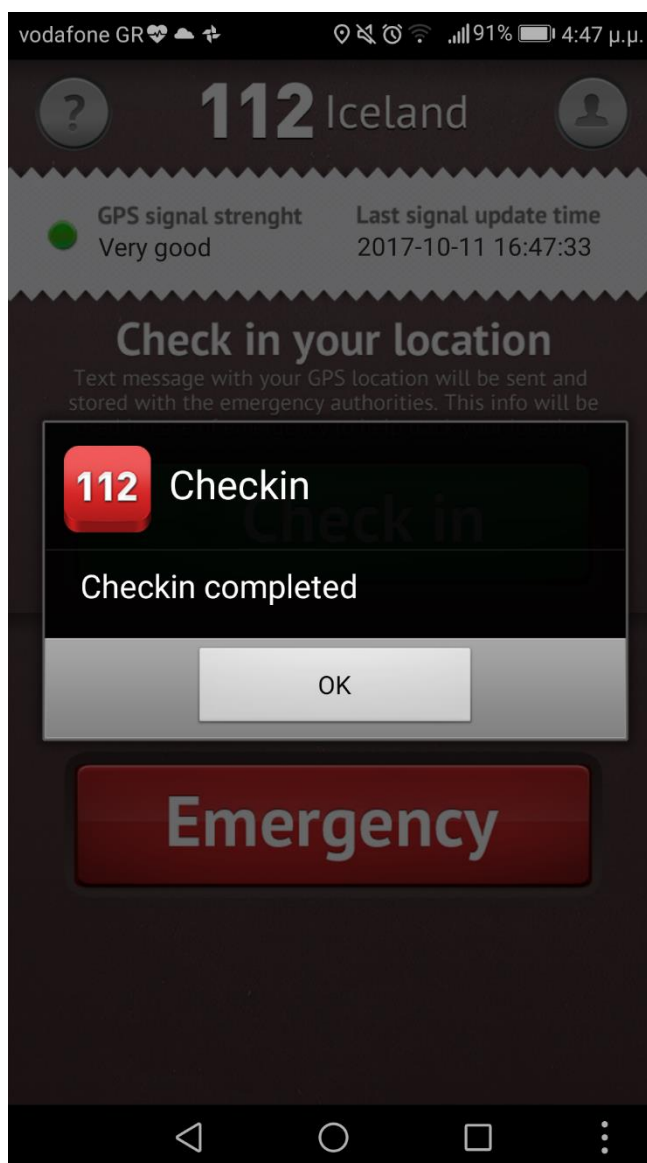 vodafone GR 91% 4:47 μ.μ.
?
112 Iceland
GPS signal strenght
Very good
Last signal update time
2017-10-11 16:47:33
Check in your location
Text message with your GPS location will be sent and
stored with the emergency authorities. This info will be
112 Checkin
Check in
Checkin completed
OK
Emergency